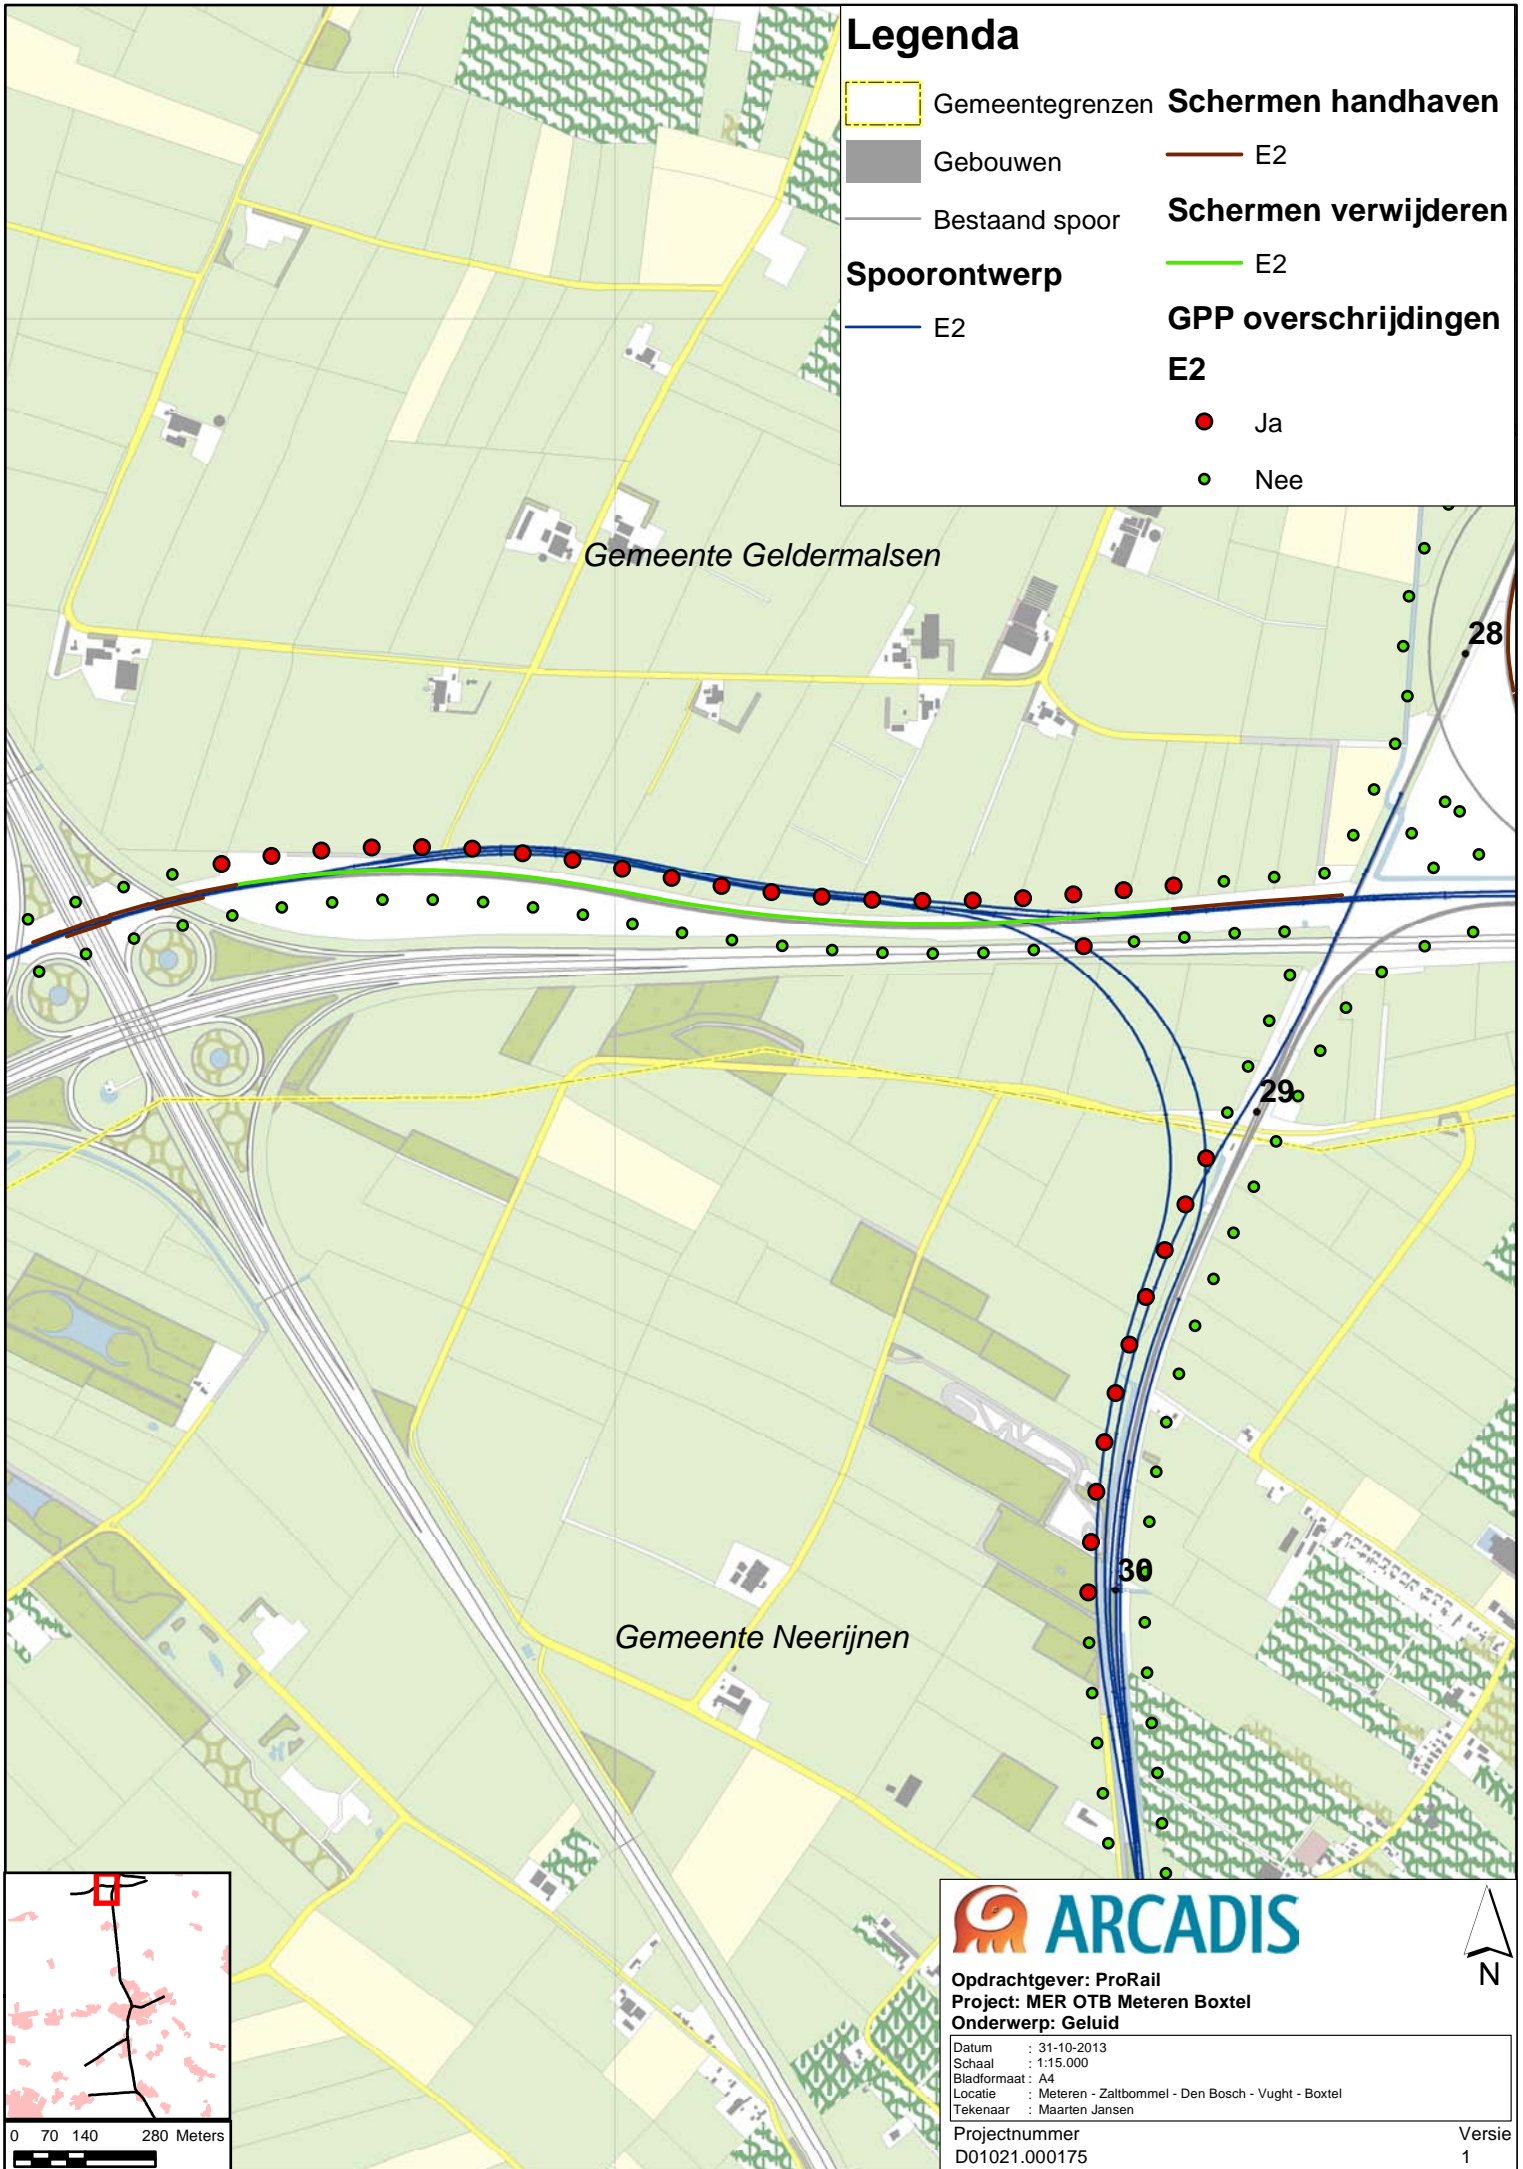 Legenda
Gemeentegrenzen
Gebouwen
Bestaand spoor
Spoorontwerp
E2
Schermen handhaven
E2
Schermen verwijderen
E2
GPP overschrijdingen
E2
Ja
Nee
Gemeente Geldermalsen
28
29
30
Gemeente Neerijnen
0 70 140 280 Meters
ARCADIS
N
Opdrachtgever: ProRail
Project: MER OTB Meteren Boxtel
Onderwerp: Geluid
Datum : 31-10-2013
Schaal : 1:15.000
Bladformaat : A4
Locatie : Meteren - Zaltbommel - Den Bosch - Vught - Boxtel
Tekenaar : Maarten Jansen
Projectnummer Versie
D01021.000175 1